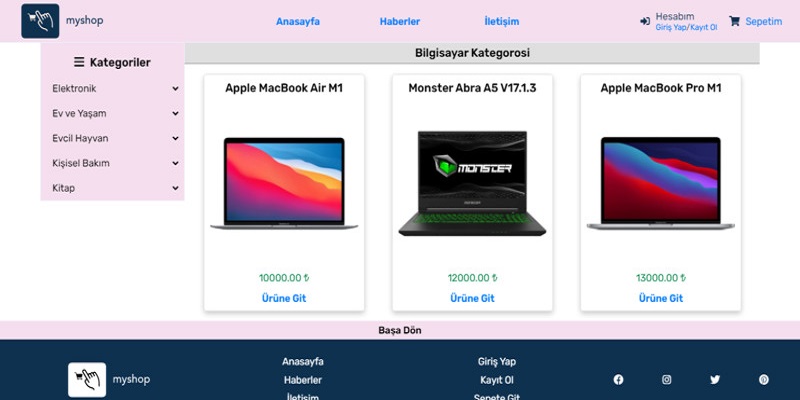 myshop
Anasayfa
Haberler
İletişim
Hesabım
Giriş Yap/Kayıt Ol
Sepetim
Kategoriler
Elektronik
Ev ve Yaşam
Evcil Hayvan
Kişisel Bakım
Kitap
Bilgisayar Kategorosi
Apple MacBook Air M1
10000.00 ₺
Ürüne Git
Monster Abra A5 V17.1.3
MONSTER
12000.00 ₺
Ürüne Git
Apple MacBook Pro M1
13000.00 ₺
Ürüne Git
Başa Dön
myshop
Anasayfa
Haberler
İletişim
Giriş Yap
Kayıt Ol
Sepete Git